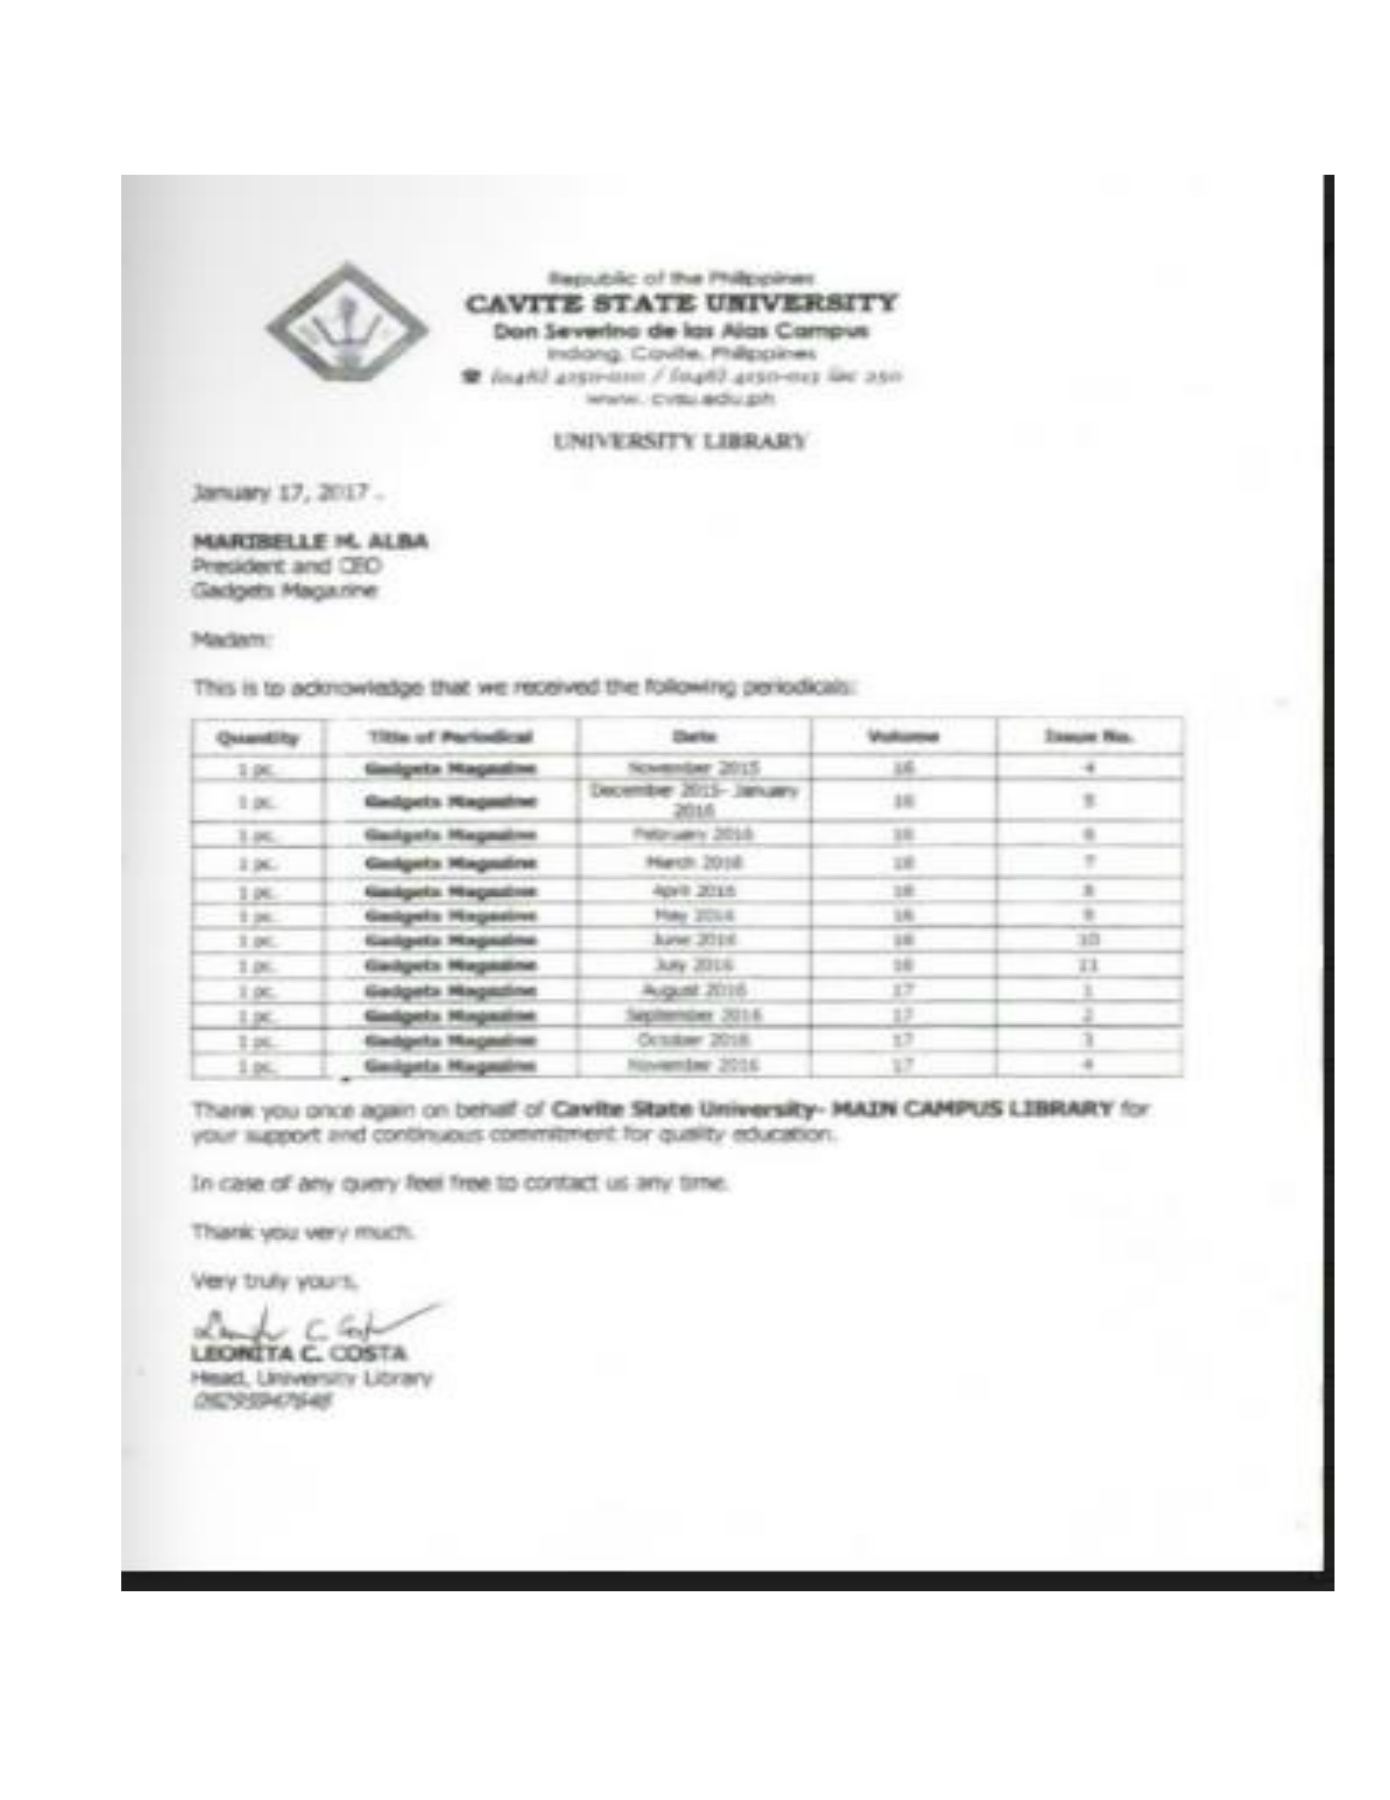 Republic of the Philippines
CAVITE STATE UNIVERSITY
Don Severino de las Alas Campus
Indang, Cavite, Philippines
www. cvsu.edu.ph
UNIVERSITY LIBRARY
January 17, 2017
MARIBELLE M. ALBA
President and CEO
Gadgets Magazine
Madam:
This is to acknowledge that we received the following periodicals:
Quantity Title of Periodical Date Volume Issue No.
1 pc. Gadgets Magazine November 2015 16 4
1 pc. Gadgets Magazine December 2015- January 2016 16 5
1 pc. Gadgets Magazine February 2016 16 6
1 pc. Gadgets Magazine March 2016 16 7
1 pc. Gadgets Magazine April 2016 16 8
1 pc. Gadgets Magazine May 2016 16 9
1 pc. Gadgets Magazine June 2016 16 10
1 pc. Gadgets Magazine July 2016 16 11
1 pc. Gadgets Magazine August 2016 17 1
1 pc. Gadgets Magazine September 2016 17 2
1 pc. Gadgets Magazine October 2016 17 3
1 pc. Gadgets Magazine November 2016 17 4
Thank you once again on behalf of Cavite State University- MAIN CAMPUS LIBRARY for
your support and continuous commitment for quality education.
In case of any query feel free to contact us any time.
Thank you very much.
Very truly yours,
LEONITA C. COSTA
Head, University Library